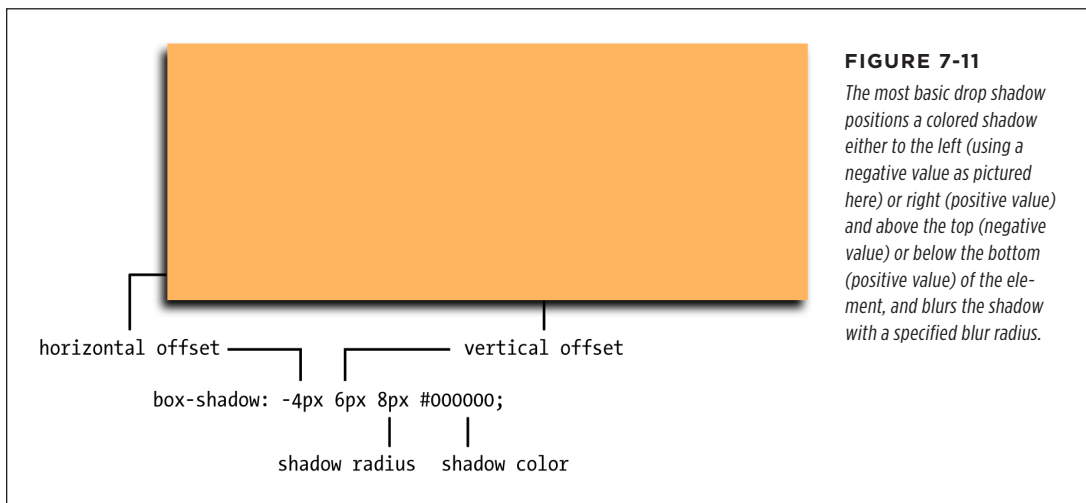 FIGURE 7-11
The most basic drop shadow
positions a colored shadow
either to the left (using a
negative value as pictured
here) or right (positive value)
and above the top (negative
value) or below the bottom
(positive value) of the ele-
ment, and blurs the shadow
with a specified blur radius.
horizontal offset
vertical offset
box-shadow: -4px 6px 8px #000000;
shadow radius
shadow color